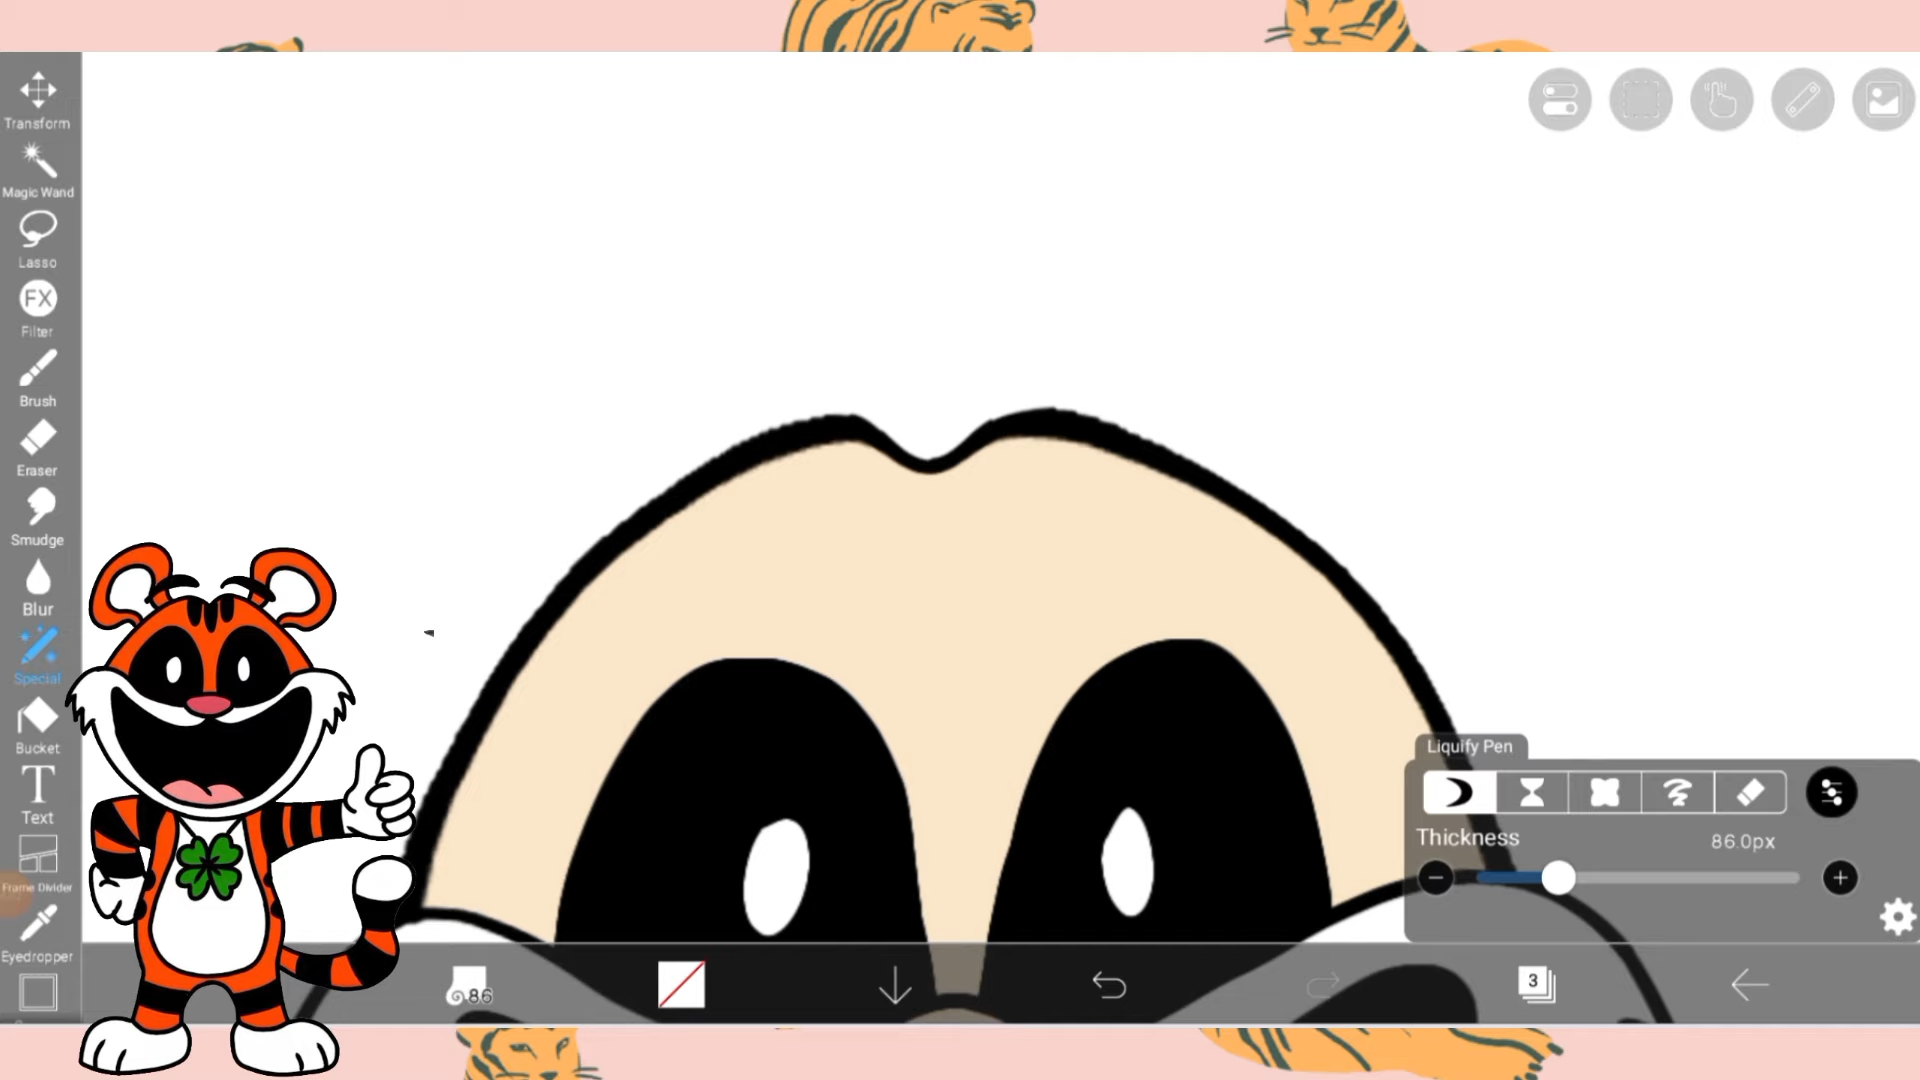 Transform
Magic Wand
Lasso
FX
Filter
Brush
Eraser
Smudge
Blur
Special
Bucket
T
Text
Frame Divider
Eyedropper
Liquify Pen
Thickness
86.0px
86
3